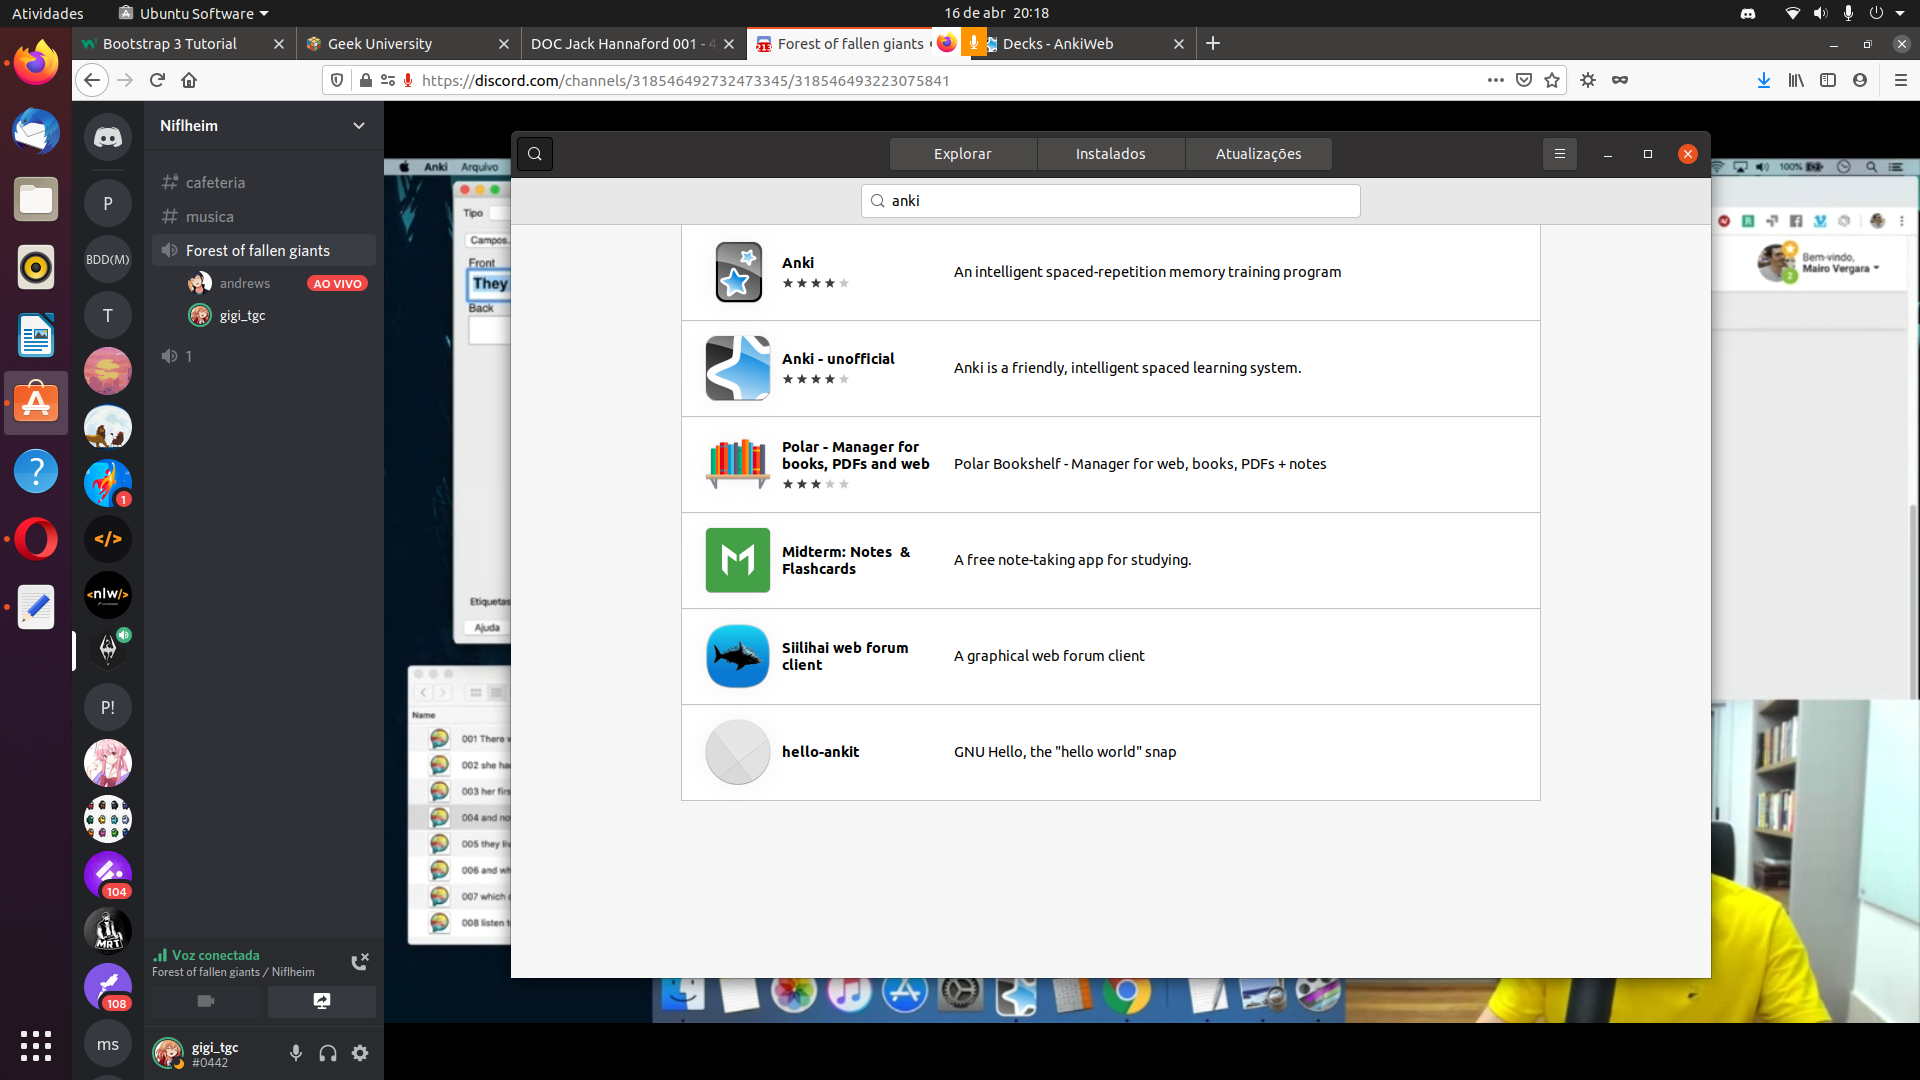 Atividades
Ubuntu Software
16 de abr 20:18
Bootstrap 3 Tutorial
Geek University
DOC Jack Hannaford 001 - 4
Forest of fallen giants
Decks - AnkiWeb
https://discord.com/channels/318546492732473345/318546493223075841
Niflheim
cafeteria
musica
Forest of fallen giants
andrews
AO VIVO
gigi_tgc
1
P
BDD(M)
T
1
</>
<nlw/>
P!
104
MRT
108
ms
Voz conectada
Forest of fallen giants / Niflheim
gigi_tgc
#0442
Anki Arquivo
Tipo
Campos..
Front
They
Back
Etiquetas
Ajuda
Name
001 There
002 she ha
003 her firs
004 and no
005 they liv
006 and wh
007 which
008 listen t
Explorar
Instalados
Atualizações
anki
Anki
An intelligent spaced-repetition memory training program
Anki - unofficial
Anki is a friendly, intelligent spaced learning system.
Polar - Manager for
books, PDFs and web
Polar Bookshelf - Manager for web, books, PDFs + notes
Midterm: Notes &
Flashcards
A free note-taking app for studying.
Siilihai web forum
client
A graphical web forum client
hello-ankit
GNU Hello, the "hello world" snap
100%
Bem-vindo,
Mairo Vergara
2